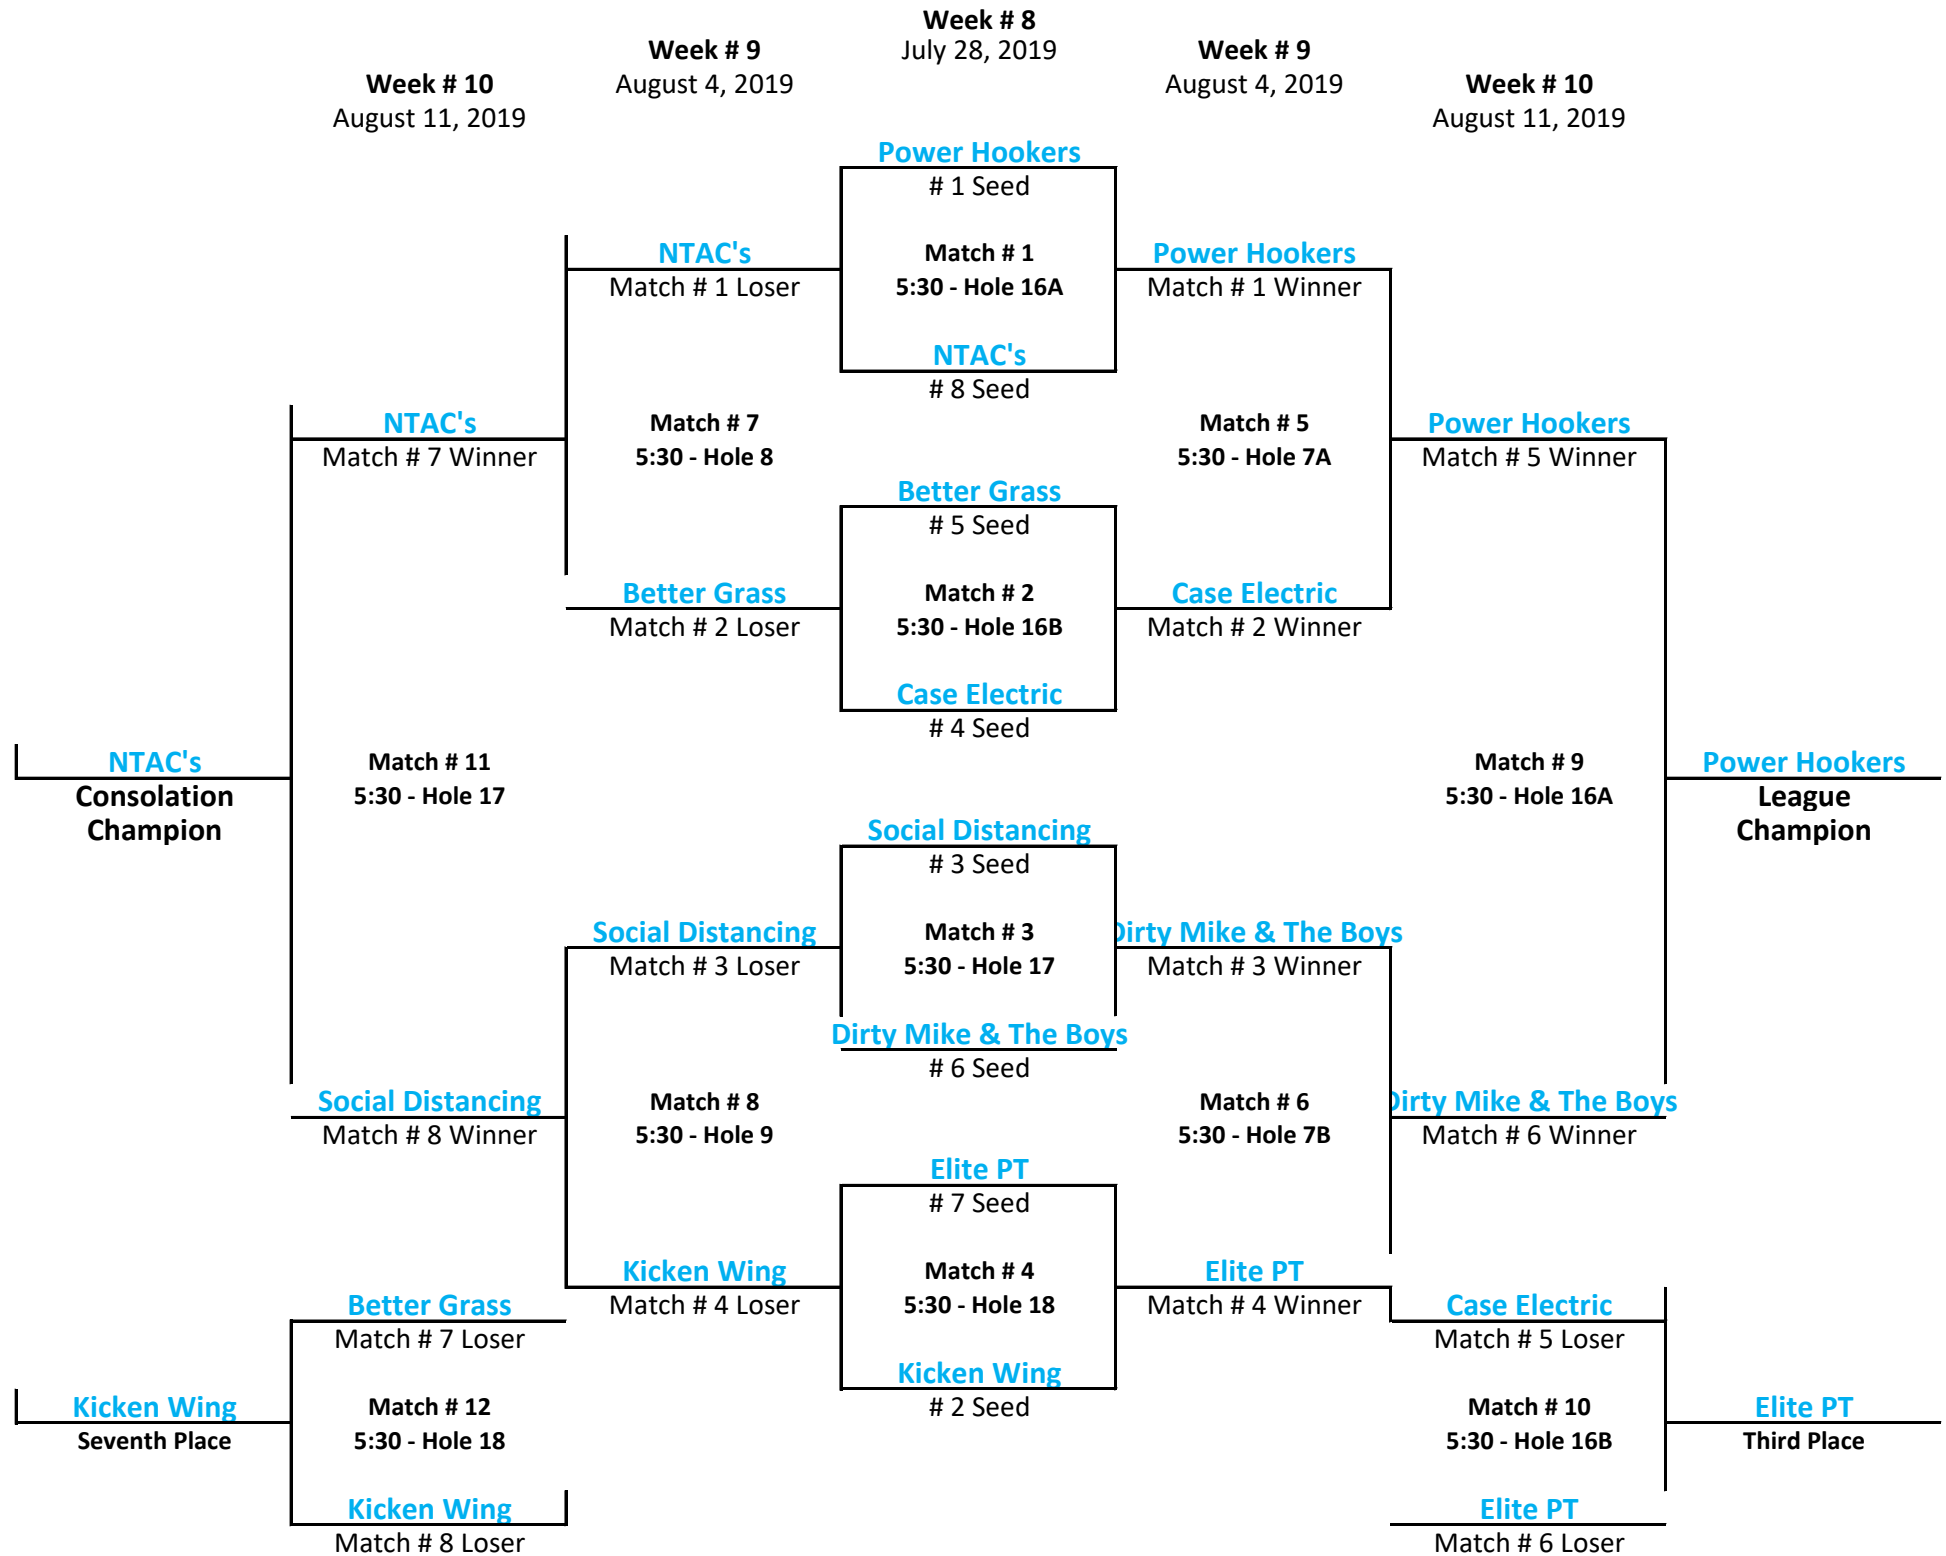 Week # 8
July 28, 2019
Week # 9
August 4, 2019
Week # 9
August 4, 2019
Week # 10
August 11, 2019
Week # 10
August 11, 2019
Power Hookers
# 1 Seed
NTAC's
Match # 1 Loser
Match # 1
5:30 - Hole 16A
Power Hookers
Match # 1 Winner
NTAC's
# 8 Seed
NTAC's
Match # 7 Winner
Match # 7
5:30 - Hole 8
Match # 5
5:30 - Hole 7A
Power Hookers
Match # 5 Winner
Better Grass
# 5 Seed
Better Grass
Match # 2 Loser
Match # 2
5:30 - Hole 16B
Case Electric
Match # 2 Winner
Case Electric
# 4 Seed
NTAC's
Consolation
Champion
Match # 11
5:30 - Hole 17
Match # 9
5:30 - Hole 16A
Power Hookers
League
Champion
Social Distancing
# 3 Seed
Social Distancing
Match # 3 Loser
Match # 3
5:30 - Hole 17
Dirty Mike & The Boys
Match # 3 Winner
Dirty Mike & The Boys
# 6 Seed
Social Distancing
Match # 8 Winner
Match # 8
5:30 - Hole 9
Match # 6
5:30 - Hole 7B
Dirty Mike & The Boys
Match # 6 Winner
Elite PT
# 7 Seed
Kicken Wing
Match # 4 Loser
Match # 4
5:30 - Hole 18
Elite PT
Match # 4 Winner
Better Grass
Match # 7 Loser
Case Electric
Match # 5 Loser
Kicken Wing
# 2 Seed
Kicken Wing
Seventh Place
Match # 12
5:30 - Hole 18
Match # 10
5:30 - Hole 16B
Elite PT
Third Place
Kicken Wing
Match # 8 Loser
Elite PT
Match # 6 Loser